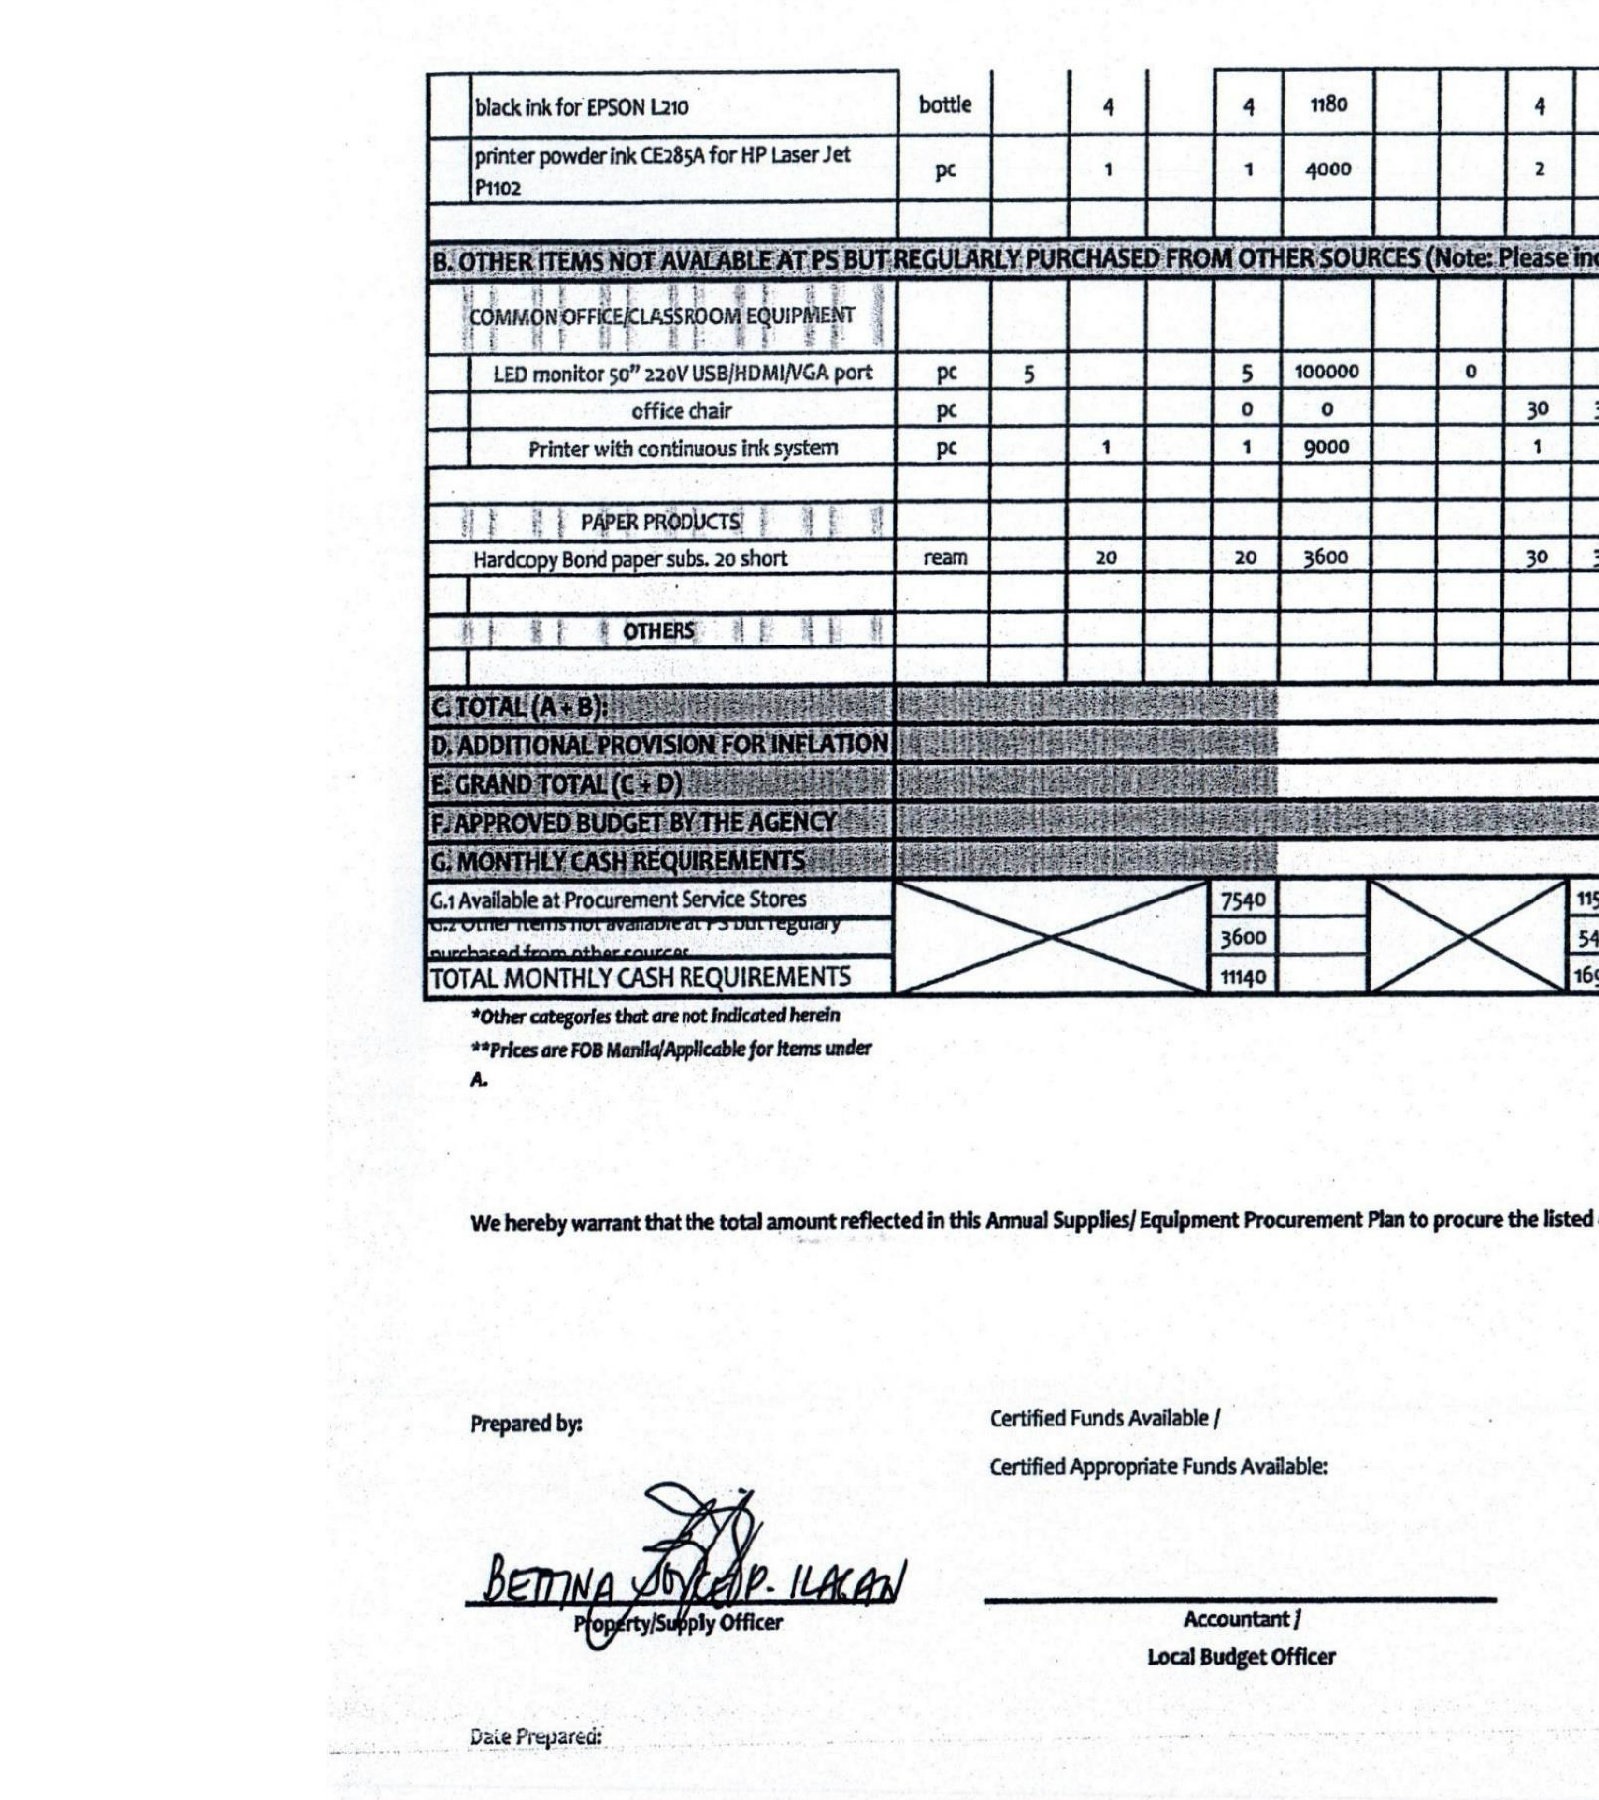 black ink for EPSON L210 bottle 4 4 1180 4
printer powder ink CE285A for HP Laser Jet
P1102 pc 1 1 4000 2
B. OTHER ITEMS NOT AVALABLE AT PS BUT REGULARLY PURCHASED FROM OTHER SOURCES (Note: Please
COMMON OFFICE/CLASSROOM EQUIPMENT
LED monitor 50" 220V USB/HDMI/VGA port pc 5 5 100000 0
office chair pc 0 0 30
Printer with continuous ink system pc 1 1 9000 1
PAPER PRODUCTS
Hardcopy Bond paper subs. 20 short ream 20 20 3600 30
OTHERS
C. TOTAL (A + B):
D. ADDITIONAL PROVISION FOR INFLATION
E. GRAND TOTAL (C + D)
F. APPROVED BUDGET BY THE AGENCY
G. MONTHLY CASH REQUIREMENTS
G.1 Available at Procurement Service Stores 7540
G.2 Other items not available at PS but regulary
purchased from other sources 3600
TOTAL MONTHLY CASH REQUIREMENTS 11140
*Other categories that are not indicated herein
**Prices are FOB Manila/Applicable for items under
A.
We hereby warrant that the total amount reflected in this Annual Supplies/ Equipment Procurement Plan to procure the listed
Prepared by:
Certified Funds Available /
Certified Appropriate Funds Available:
BETTINA JOYCE P. ILAGAN
Property/Supply Officer
Accountant /
Local Budget Officer
Date Prepared: